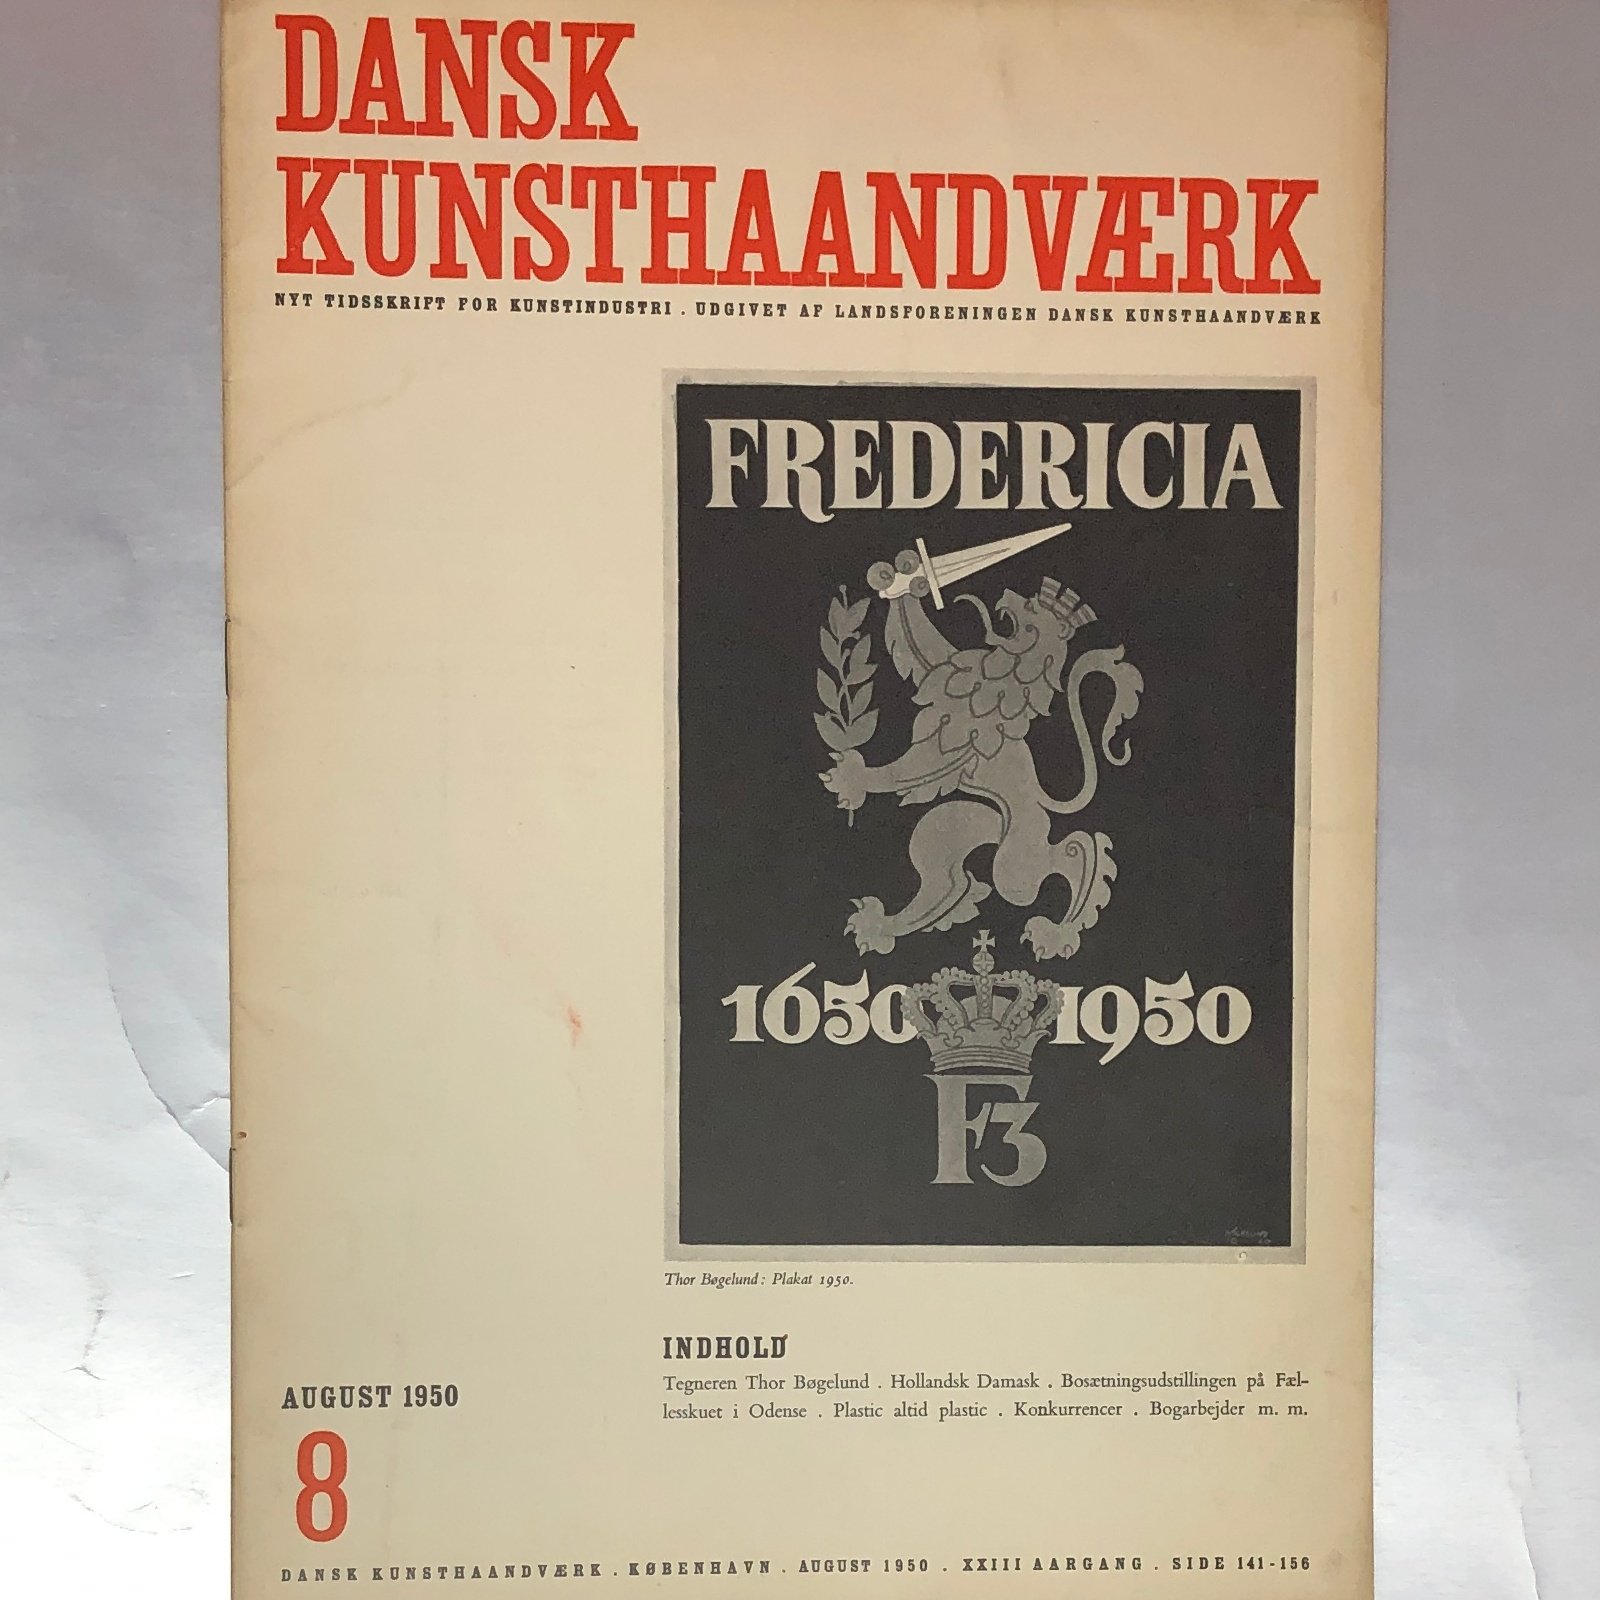 DANSK
KUNSTHAANDVÆRK
NYT TIDSSKRIFT FOR KUNSTINDUSTRI . UDGIVET AF LANDSFORENINGEN DANSK KUNSTHAANDVÆRK
FREDERICIA
1650 1950
F3
Thor Bøgelund: Plakat 1950.
INDHOLD
Tegneren Thor Bøgelund . Hollandsk Damask . Bosætningsudstillingen på Fæl-
lesskuet i Odense . Plastic altid plastic . Konkurrencer . Bogarbejder m. m.
AUGUST 1950
8
DANSK KUNSTHAANDVÆRK . KØBENHAVN . AUGUST 1950 . XXIII AARGANG . SIDE 141-156